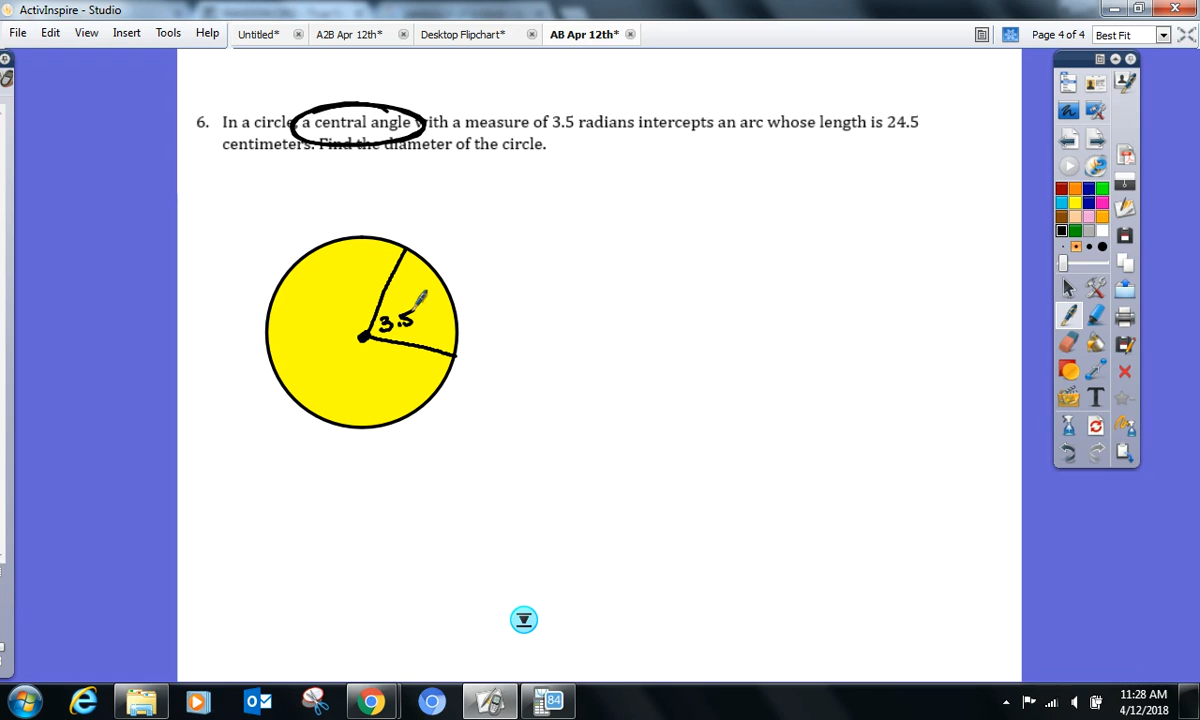 ActivInspire - Studio
File Edit View Insert Tools Help
Untitled* A2B Apr 12th* Desktop Flipchart* AB Apr 12th*
Page 4 of 4 Best Fit
6. In a circle, a central angle with a measure of 3.5 radians intercepts an arc whose length is 24.5
centimeters. Find the diameter of the circle.
3.5
84
11:28 AM
4/12/2018